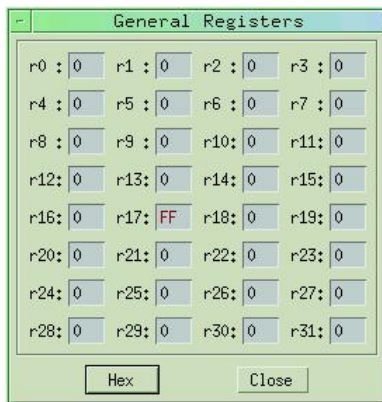 General Registers
r0 : 0 r1 : 0 r2 : 0 r3 : 0
r4 : 0 r5 : 0 r6 : 0 r7 : 0
r8 : 0 r9 : 0 r10: 0 r11: 0
r12: 0 r13: 0 r14: 0 r15: 0
r16: 0 r17: FF r18: 0 r19: 0
r20: 0 r21: 0 r22: 0 r23: 0
r24: 0 r25: 0 r26: 0 r27: 0
r28: 0 r29: 0 r30: 0 r31: 0
Hex Close